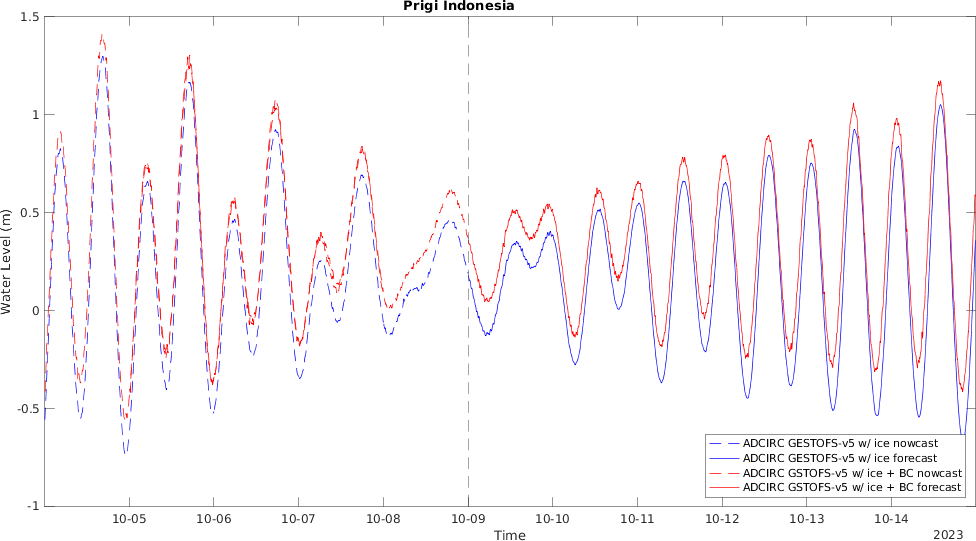 Prigi Indonesia
1.5
1
0.5
0
-0.5
-1
Water Level (m)
10-05 10-06 10-07 10-08 10-09 10-10 10-11 10-12 10-13 10-14
Time
2023
ADCIRC GESTOFS-v5 w/ ice nowcast
ADCIRC GESTOFS-v5 w/ ice forecast
ADCIRC GSTOFS-v5 w/ ice + BC nowcast
ADCIRC GSTOFS-v5 w/ ice + BC forecast